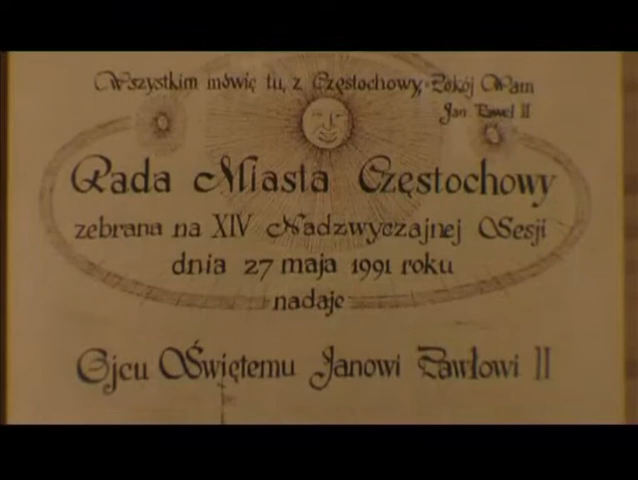 Wszystkim mówię tu, z Częstochowy, Pokój Wam
Jan Paweł II
Rada Miasta Częstochowy
zebrana na XIV Nadzwyczajnej Sesji
dnia 27 maja 1991 roku
nadaje
Ojcu Świętemu Janowi Pawłowi II